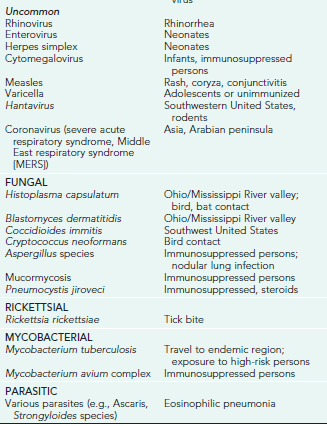 virus
Uncommon
Rhinovirus Rhinorrhea
Enterovirus Neonates
Herpes simplex Neonates
Cytomegalovirus Infants, immunosuppressed
persons
Measles Rash, coryza, conjunctivitis
Varicella Adolescents or unimmunized
Hantavirus Southwestern United States,
rodents
Coronavirus (severe acute Asia, Arabian peninsula
respiratory syndrome, Middle
East respiratory syndrome
[MERS])
FUNGAL
Histoplasma capsulatum Ohio/Mississippi River valley;
bird, bat contact
Blastomyces dermatitidis Ohio/Mississippi River valley
Coccidioides immitis Southwest United States
Cryptococcus neoformans Bird contact
Aspergillus species Immunosuppressed persons;
nodular lung infection
Mucormycosis Immunosuppressed persons
Pneumocystis jiroveci Immunosuppressed, steroids
RICKETTSIAL
Rickettsia rickettsiae Tick bite
MYCOBACTERIAL
Mycobacterium tuberculosis Travel to endemic region;
exposure to high-risk persons
Mycobacterium avium complex Immunosuppressed persons
PARASITIC
Various parasites (e.g., Ascaris, Eosinophilic pneumonia
Strongyloides species)